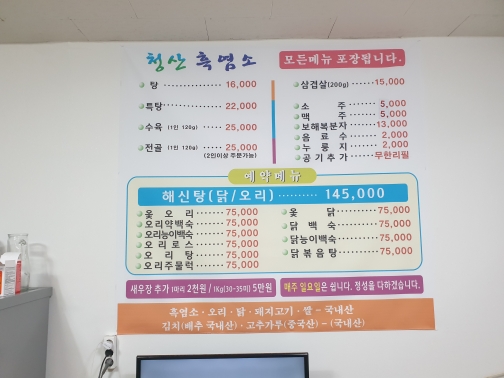 청산 흑염소
모든메뉴 포장됩니다.
탕 ············ 16,000
특탕 ·········· 22,000
수육 (1인 120g) ····· 25,000
전골 (1인 120g) ····· 25,000
(2인이상 주문가능)
삼겹살(200g) ······ 15,000
소 주 ······· 5,000
맥 주 ······· 5,000
보해복분자 ······ 13,000
음 료 수 ······ 2,000
누 룽 지 ······ 2,000
공기추가 ···· 무한리필
예약메뉴
해신탕(닭/오리) ·········· 145,000
옻 오 리 ······· 75,000
오리약백숙 ······ 75,000
오리능이백숙 ····· 75,000
오 리 로 스 ······ 75,000
오 리 탕 ······· 75,000
오리주물럭 ······ 75,000
옻 닭 ·········· 75,000
닭 백 숙 ········ 75,000
닭능이백숙 ······· 75,000
닭볶음탕 ········ 75,000
새우장 추가 1마리 2천원 / 1Kg(30~35미) 5만원
매주 일요일은 쉽니다. 정성을 다하겠습니다.
흑염소 · 오리 · 닭 · 돼지고기 · 쌀 - 국내산
김치(배추 국내산) · 고추가루(중국산) - (국내산)